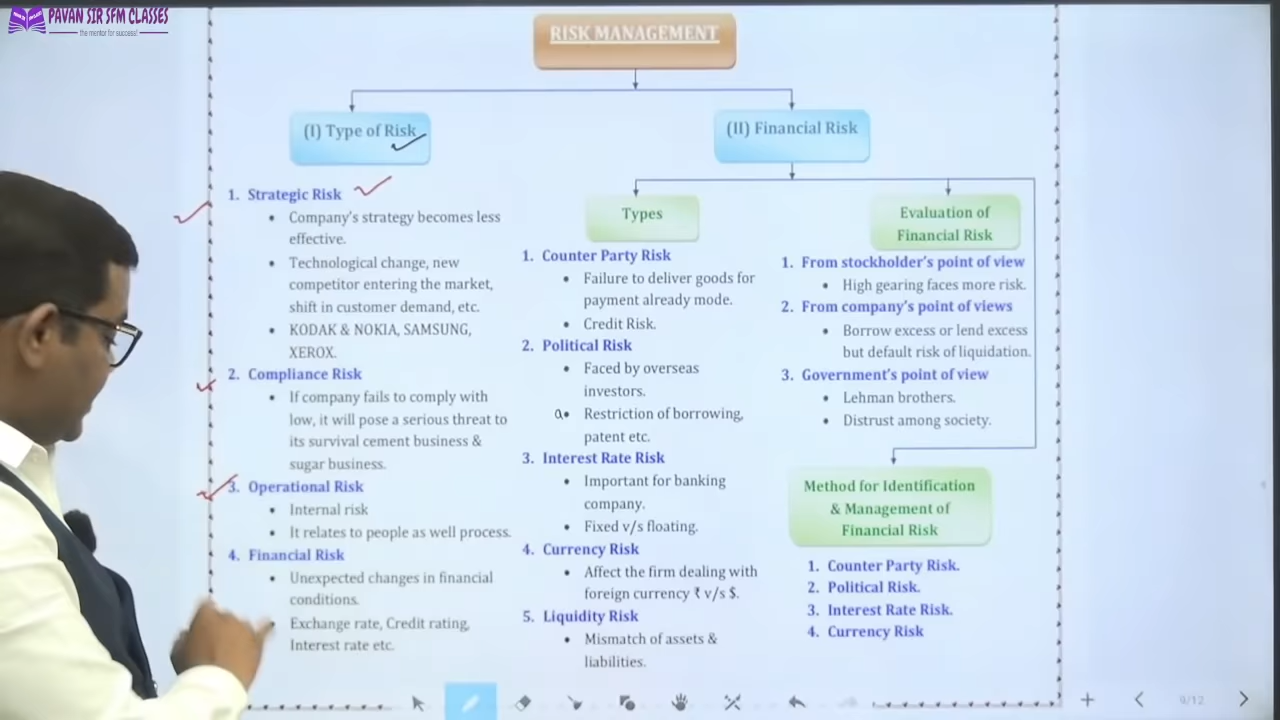 PAVAN SIR SFM CLASSES
the mentor for success!
RISK MANAGEMENT
(I) Type of Risk
1. Strategic Risk
• Company's strategy becomes less
effective.
• Technological change, new
competitor entering the market,
shift in customer demand, etc.
• KODAK & NOKIA, SAMSUNG,
XEROX.
2. Compliance Risk
• If company fails to comply with
low, it will pose a serious threat to
its survival cement business &
sugar business.
3. Operational Risk
• Internal risk
• It relates to people as well process.
4. Financial Risk
• Unexpected changes in financial
conditions.
• Exchange rate, Credit rating,
Interest rate etc.
(II) Financial Risk
Types
1. Counter Party Risk
• Failure to deliver goods for
payment already mode.
• Credit Risk.
2. Political Risk
• Faced by overseas
investors.
• Restriction of borrowing,
patent etc.
3. Interest Rate Risk
• Important for banking
company.
• Fixed v/s floating.
4. Currency Risk
• Affect the firm dealing with
foreign currency ₹ v/s $.
5. Liquidity Risk
• Mismatch of assets &
liabilities.
Evaluation of
Financial Risk
1. From stockholder's point of view
• High gearing faces more risk.
2. From company's point of views
• Borrow excess or lend excess
but default risk of liquidation.
3. Government's point of view
• Lehman brothers.
• Distrust among society.
Method for Identification
& Management of
Financial Risk
1. Counter Party Risk.
2. Political Risk.
3. Interest Rate Risk.
4. Currency Risk
9/12